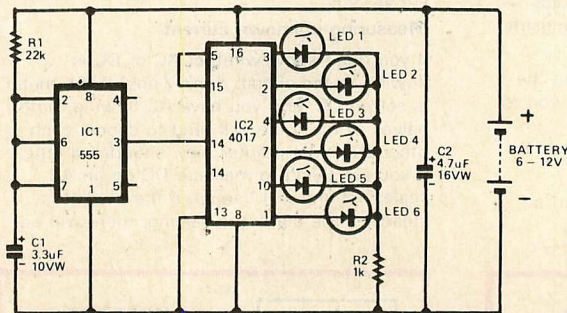 R1
22k
2
6
7
8
1
4
3
5
IC1
555
5
15
14
14
13
16
8
IC2
4017
3
2
4
7
10
1
LED 1
LED 2
LED 3
LED 4
LED 5
LED 6
C1
+
3.3uF
10VW
-
R2
1k
C2
+
4.7uF
16VW
-
+
BATTERY
6 – 12V
-